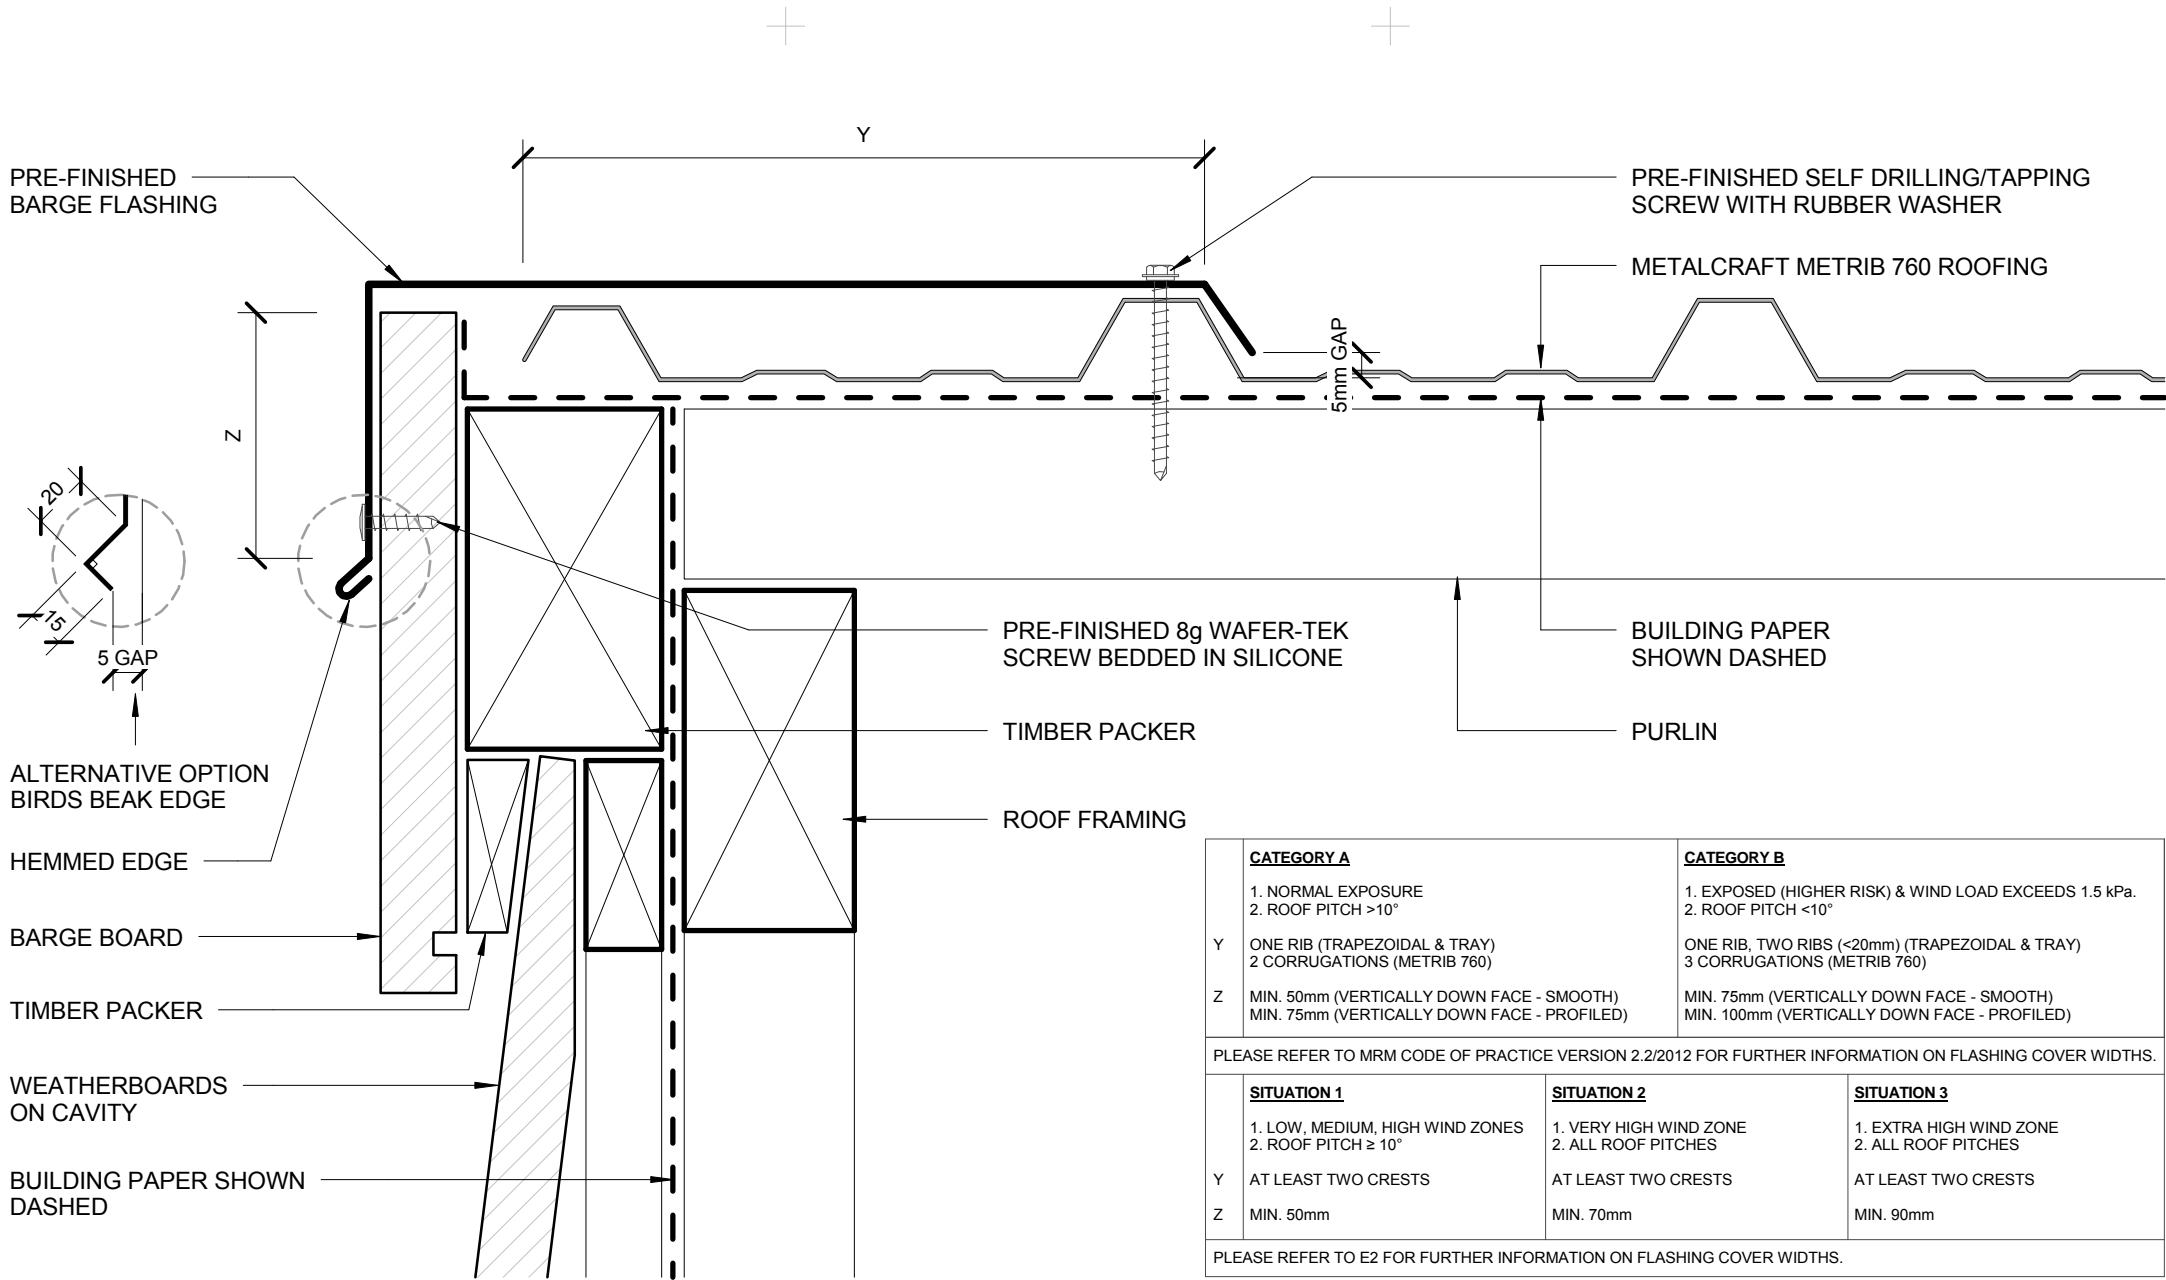 Y
PRE-FINISHED
BARGE FLASHING
PRE-FINISHED SELF DRILLING/TAPPING
SCREW WITH RUBBER WASHER
METALCRAFT METRIB 760 ROOFING
5mm GAP
Z
20
15
5 GAP
PRE-FINISHED 8g WAFER-TEK
SCREW BEDDED IN SILICONE
BUILDING PAPER
SHOWN DASHED
TIMBER PACKER
PURLIN
ALTERNATIVE OPTION
BIRDS BEAK EDGE
ROOF FRAMING
HEMMED EDGE
BARGE BOARD
TIMBER PACKER
WEATHERBOARDS
ON CAVITY
BUILDING PAPER SHOWN
DASHED
CATEGORY A
1. NORMAL EXPOSURE
2. ROOF PITCH >10°
CATEGORY B
1. EXPOSED (HIGHER RISK) & WIND LOAD EXCEEDS 1.5 kPa.
2. ROOF PITCH <10°
Y
ONE RIB (TRAPEZOIDAL & TRAY)
2 CORRUGATIONS (METRIB 760)
ONE RIB, TWO RIBS (<20mm) (TRAPEZOIDAL & TRAY)
3 CORRUGATIONS (METRIB 760)
Z
MIN. 50mm (VERTICALLY DOWN FACE - SMOOTH)
MIN. 75mm (VERTICALLY DOWN FACE - PROFILED)
MIN. 75mm (VERTICALLY DOWN FACE - SMOOTH)
MIN. 100mm (VERTICALLY DOWN FACE - PROFILED)
PLEASE REFER TO MRM CODE OF PRACTICE VERSION 2.2/2012 FOR FURTHER INFORMATION ON FLASHING COVER WIDTHS.
SITUATION 1
1. LOW, MEDIUM, HIGH WIND ZONES
2. ROOF PITCH ≥ 10°
SITUATION 2
1. VERY HIGH WIND ZONE
2. ALL ROOF PITCHES
SITUATION 3
1. EXTRA HIGH WIND ZONE
2. ALL ROOF PITCHES
Y
AT LEAST TWO CRESTS
AT LEAST TWO CRESTS
AT LEAST TWO CRESTS
Z
MIN. 50mm
MIN. 70mm
MIN. 90mm
PLEASE REFER TO E2 FOR FURTHER INFORMATION ON FLASHING COVER WIDTHS.